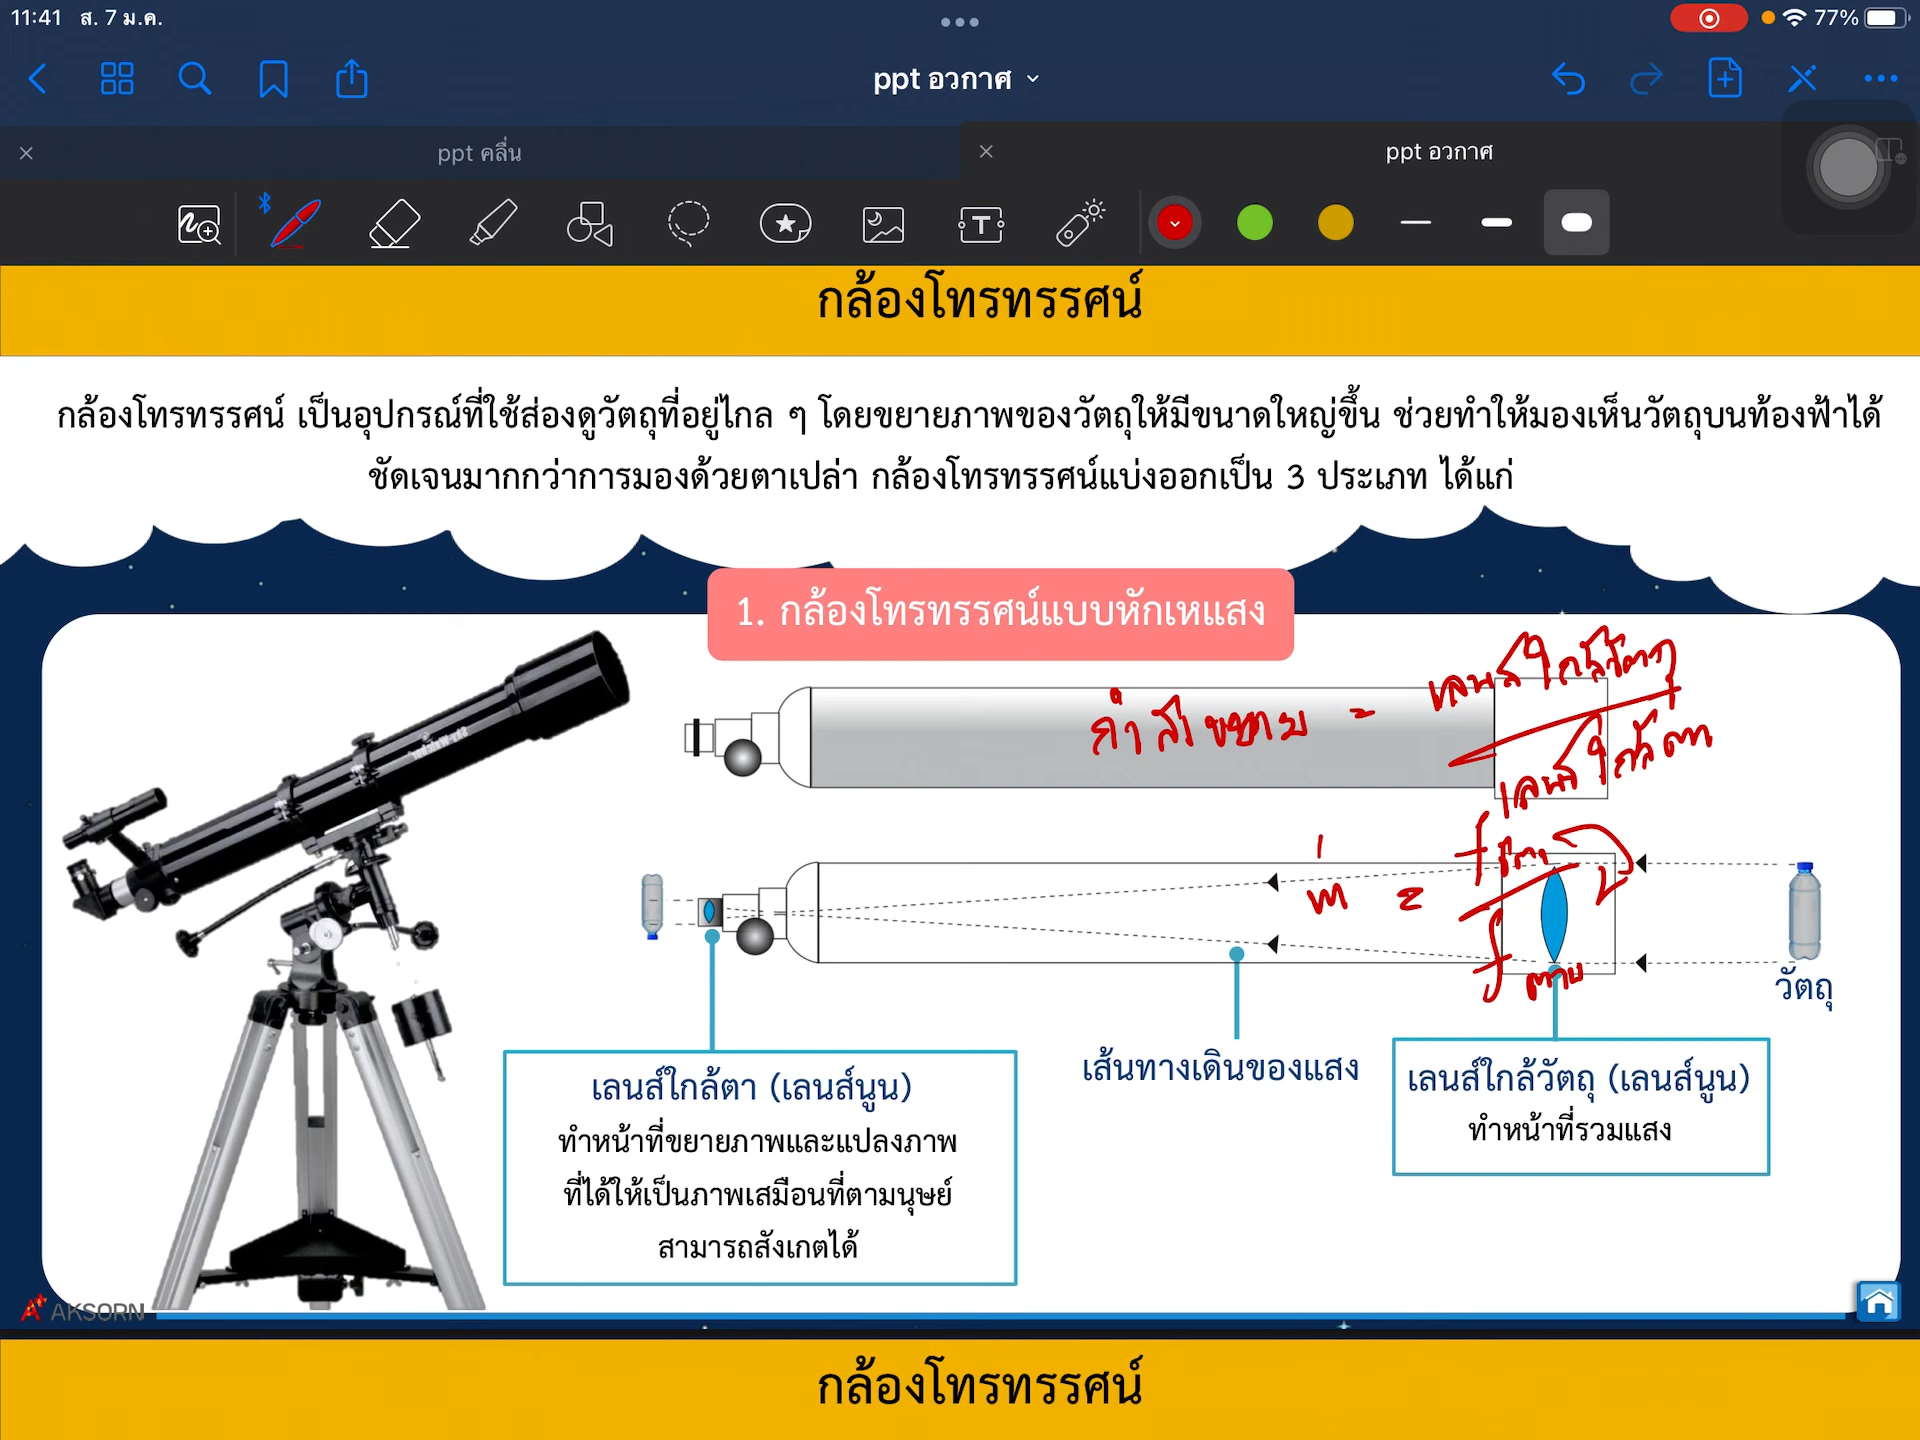 11:41 ส. 7 ม.ค.
77%
ppt อวกาศ
ppt คลื่น
ppt อวกาศ
T
กล้องโทรทรรศน์
กล้องโทรทรรศน์ เป็นอุปกรณ์ที่ใช้ส่องดูวัตถุที่อยู่ไกล ๆ โดยขยายภาพของวัตถุให้มีขนาดใหญ่ขึ้น ช่วยทำให้มองเห็นวัตถุบนท้องฟ้าได้
ชัดเจนมากกว่าการมองด้วยตาเปล่า กล้องโทรทรรศน์แบ่งออกเป็น 3 ประเภท ได้แก่
1. กล้องโทรทรรศน์แบบหักเหแสง
เลนส์ใกล้วัตถุ
กำลังขยาย =
เลนส์ใกล้ตา
m = f
f
วัตถุ
เส้นทางเดินของแสง
เลนส์ใกล้ตา (เลนส์นูน)
ทำหน้าที่ขยายภาพและแปลงภาพ
ที่ได้ให้เป็นภาพเสมือนที่ตามนุษย์
สามารถสังเกตได้
เลนส์ใกล้วัตถุ (เลนส์นูน)
ทำหน้าที่รวมแสง
AKSORN
กล้องโทรทรรศน์